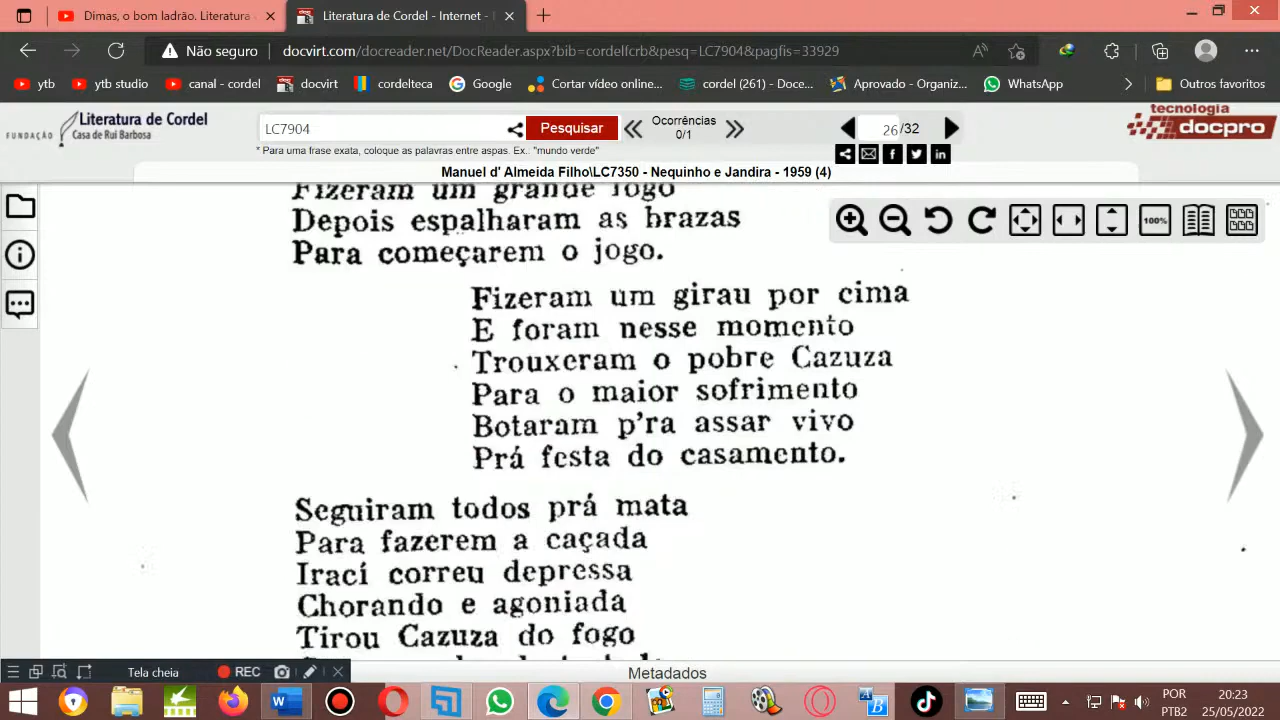 Dimas, o bom ladrão. Literatura
Literatura de Cordel - Internet -
Não seguro
docvirt.com/docreader.net/DocReader.aspx?bib=cordelfcrb&pesq=LC7904&pagfis=33929
ytb
ytb studio
canal - cordel
docvirt
cordelteca
Google
Cortar vídeo online...
cordel (261) - Doce...
Aprovado - Organiz...
WhatsApp
Outros favoritos
FUNDAÇÃO
Literatura de Cordel
Casa de Rui Barbosa
LC7904
Pesquisar
Ocorrências
0/1
26/32
tecnologia
docpro
* Para uma frase exata, coloque as palavras entre aspas. Ex.. "mundo verde"
Manuel d' Almeida Filho\LC7350 - Nequinho e Jandira - 1959 (4)
100%
Fizeram um grande fogo
Depois espalharam as brazas
Para começarem o jogo.
Fizeram um girau por cima
E foram nesse momento
Trouxeram o pobre Cazuza
Para o maior sofrimento
Botaram p'ra assar vivo
Prá festa do casamento.
Seguiram todos prá mata
Para fazerem a caçada
Iraci correu depressa
Chorando e agoniada
Tirou Cazuza do fogo
Tela cheia
REC
Metadados
POR
PTB2
20:23
25/05/2022